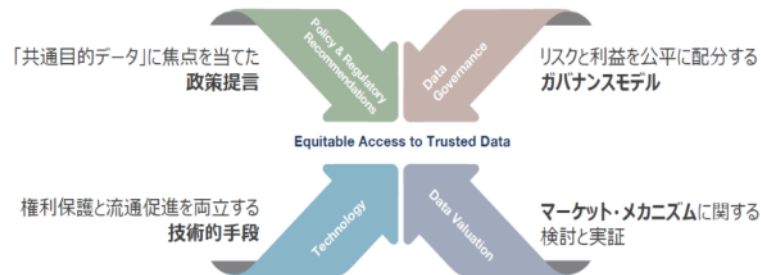 「共通目的データ」に焦点を当てた
政策提言
Policy & Regulatory
Recommendations
Data
Governance
リスクと利益を公平に配分する
ガバナンスモデル
Equitable Access to Trusted Data
権利保護と流通促進を両立する
技術的手段
Technology
Data Valuation
マーケット・メカニズムに関する
検討と実証